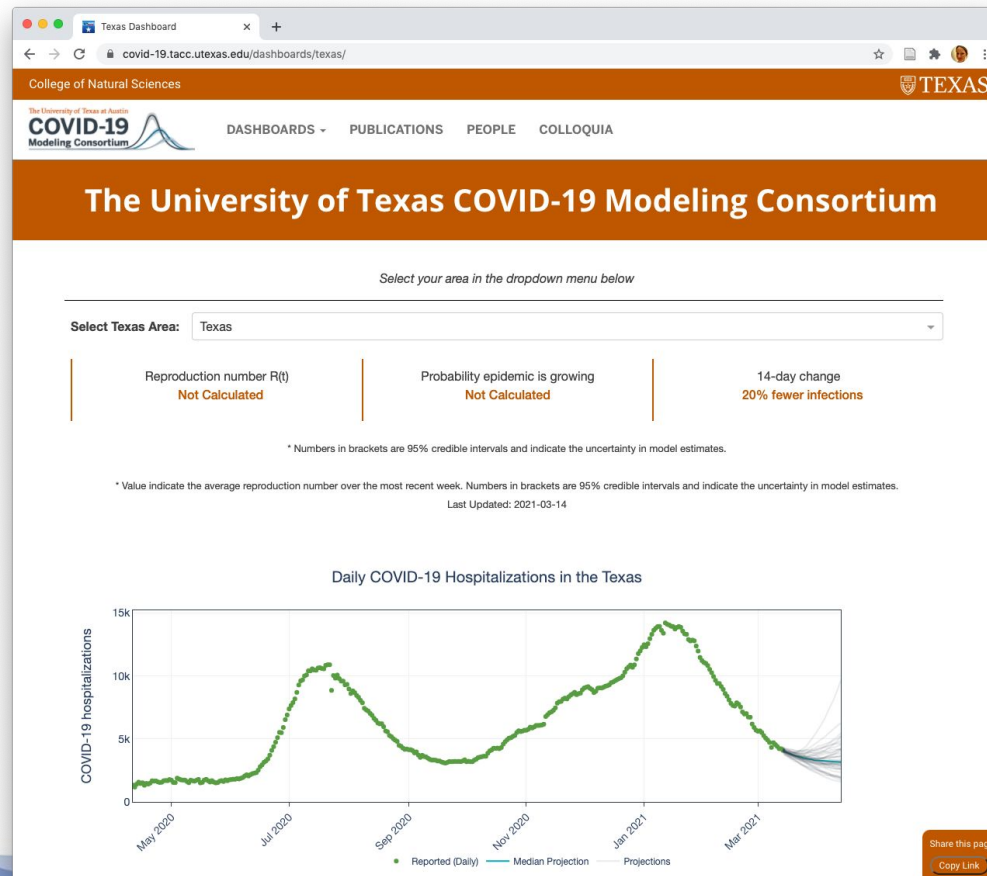 Texas Dashboard
covid-19.tacc.utexas.edu/dashboards/texas/
College of Natural Sciences
TEXAS
The University of Texas at Austin
COVID-19
Modeling Consortium
DASHBOARDS PUBLICATIONS PEOPLE COLLOQUIA
The University of Texas COVID-19 Modeling Consortium
Select your area in the dropdown menu below
Select Texas Area: Texas
Reproduction number R(t)
Not Calculated
Probability epidemic is growing
Not Calculated
14-day change
20% fewer infections
* Numbers in brackets are 95% credible intervals and indicate the uncertainty in model estimates.
* Value indicate the average reproduction number over the most recent week. Numbers in brackets are 95% credible intervals and indicate the uncertainty in model estimates.
Last Updated: 2021-03-14
Daily COVID-19 Hospitalizations in the Texas
COVID-19 hospitalizations
15k
10k
5k
0
May 2020
Jul 2020
Sep 2020
Nov 2020
Jan 2021
Mar 2021
Reported (Daily) Median Projection Projections
Share this pag
Copy Link